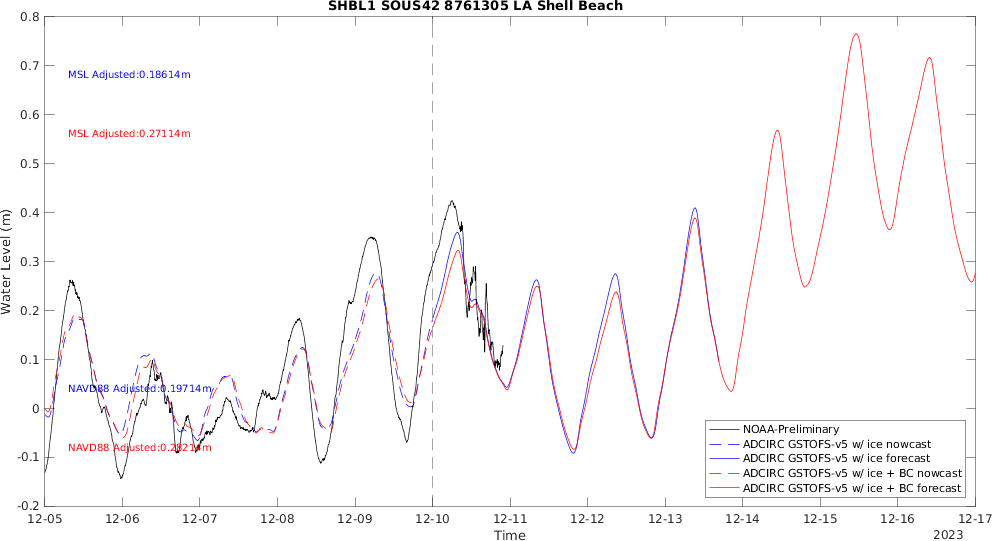 SHBL1 SOUS42 8761305 LA Shell Beach
0.8
0.7
0.6
0.5
0.4
0.3
0.2
0.1
0
-0.1
-0.2
Water Level (m)
MSL Adjusted:0.18614m
MSL Adjusted:0.27114m
NAVD88 Adjusted:0.19714m
NAVD88 Adjusted:0.28214m
NOAA-Preliminary
ADCIRC GSTOFS-v5 w/ ice nowcast
ADCIRC GSTOFS-v5 w/ ice forecast
ADCIRC GSTOFS-v5 w/ ice + BC nowcast
ADCIRC GSTOFS-v5 w/ ice + BC forecast
12-05 12-06 12-07 12-08 12-09 12-10 12-11 12-12 12-13 12-14 12-15 12-16 12-17
Time
2023